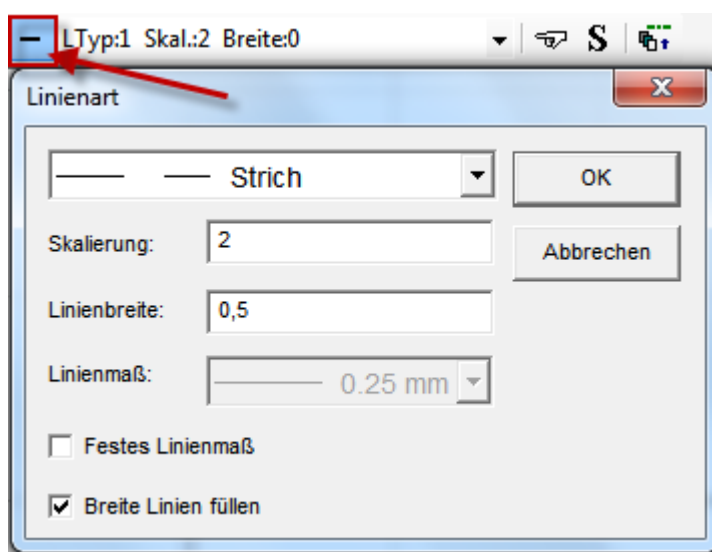 LTyp:1 Skal.:2 Breite:0 S
Linienart
Strich OK
Skalierung: 2 Abbrechen
Linienbreite: 0,5
Linienmaß: 0.25 mm
Festes Linienmaß
Breite Linien füllen